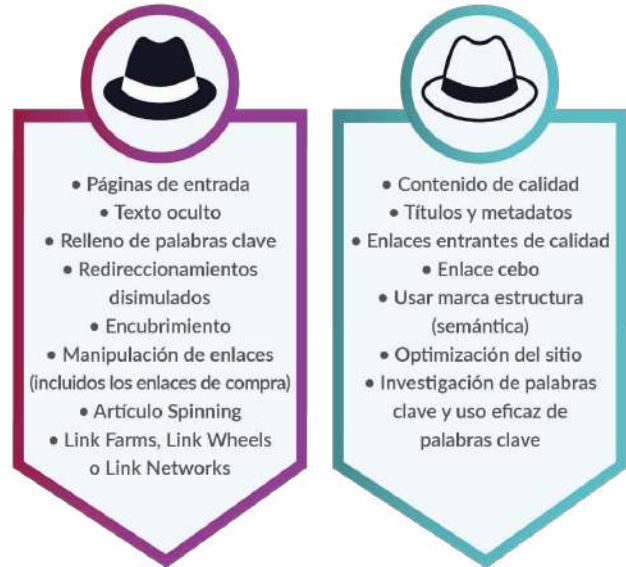 • Páginas de entrada
• Texto oculto
• Relleno de palabras clave
• Redireccionamientos
disimulados
• Encubrimiento
• Manipulación de enlaces
(incluidos los enlaces de compra)
• Artículo Spinning
• Link Farms, Link Wheels
o Link Networks
• Contenido de calidad
• Títulos y metadatos
• Enlaces entrantes de calidad
• Enlace cebo
• Usar marca estructura
(semántica)
• Optimización del sitio
• Investigación de palabras
clave y uso eficaz de
palabras clave